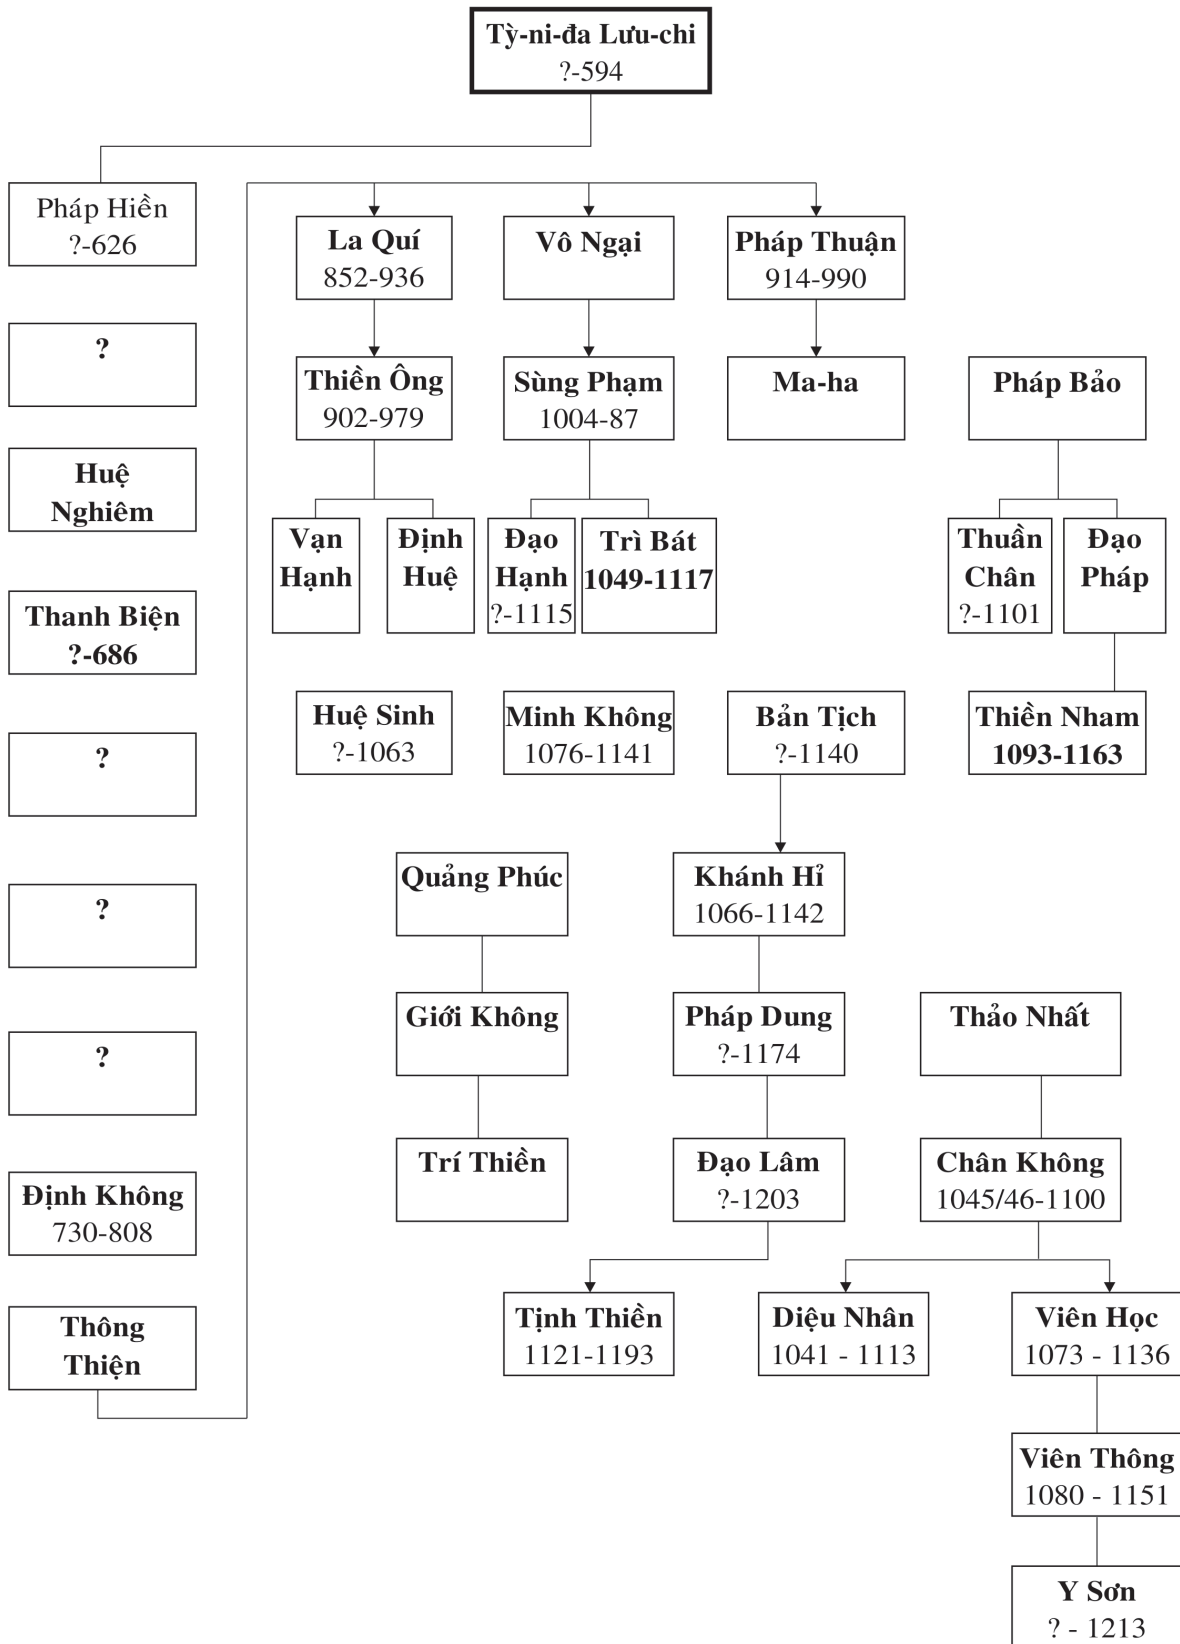 Tỳ-ni-đa Lưu-chi
?-594
Pháp Hiền
?-626
La Quí
852-936
Vô Ngại
Pháp Thuận
914-990
?
Thiền Ông
902-979
Sùng Phạm
1004-87
Ma-ha
Pháp Bảo
Huệ
Nghiêm
Vạn
Hạnh
Định
Huệ
Đạo
Hạnh
?-1115
Trì Bát
1049-1117
Thuần
Chân
?-1101
Đạo
Pháp
Thanh Biện
?-686
Huệ Sinh
?-1063
Minh Không
1076-1141
Bản Tịch
?-1140
Thiền Nham
1093-1163
?
Quảng Phúc
Khánh Hỉ
1066-1142
?
Giới Không
Pháp Dung
?-1174
Thảo Nhất
?
Trí Thiền
Đạo Lâm
?-1203
Chân Không
1045/46-1100
Định Không
730-808
Thông
Thiện
Tịnh Thiền
1121-1193
Diệu Nhân
1041 - 1113
Viên Học
1073 - 1136
Viên Thông
1080 - 1151
Y Sơn
? - 1213